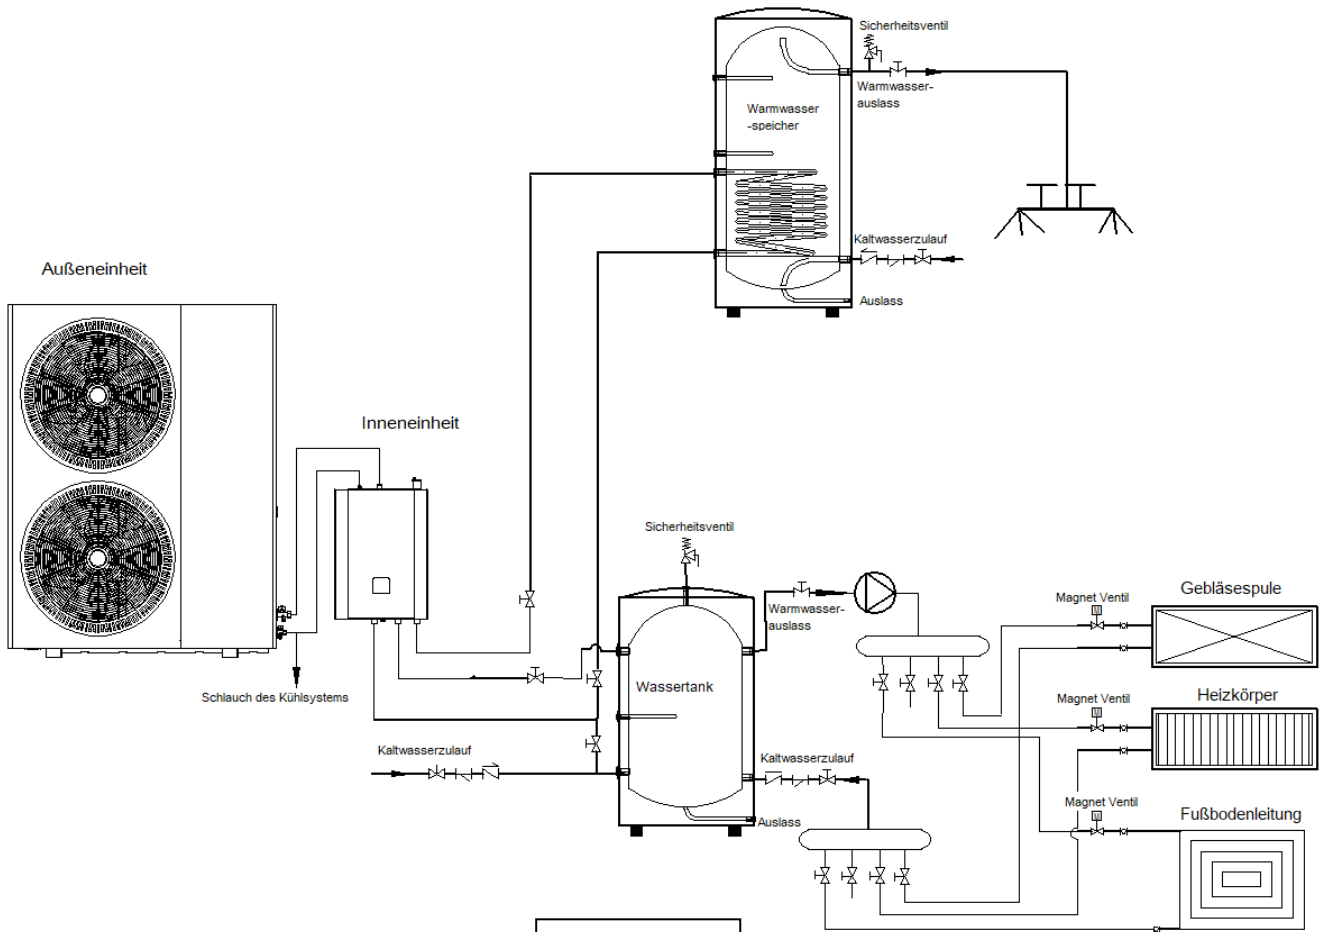 Sicherheitsventil
Warmwasser-
auslass
Warmwasser
-speicher
Kaltwasserzulauf
Auslass
Außeneinheit
Inneneinheit
Schlauch des Kühlsystems
Sicherheitsventil
Warmwasser-
auslass
Wassertank
Kaltwasserzulauf
Kaltwasserzulauf
Auslass
Gebläsespule
Magnet Ventil
M
Heizkörper
Magnet Ventil
M
Fußbodenleitung
Magnet Ventil
M